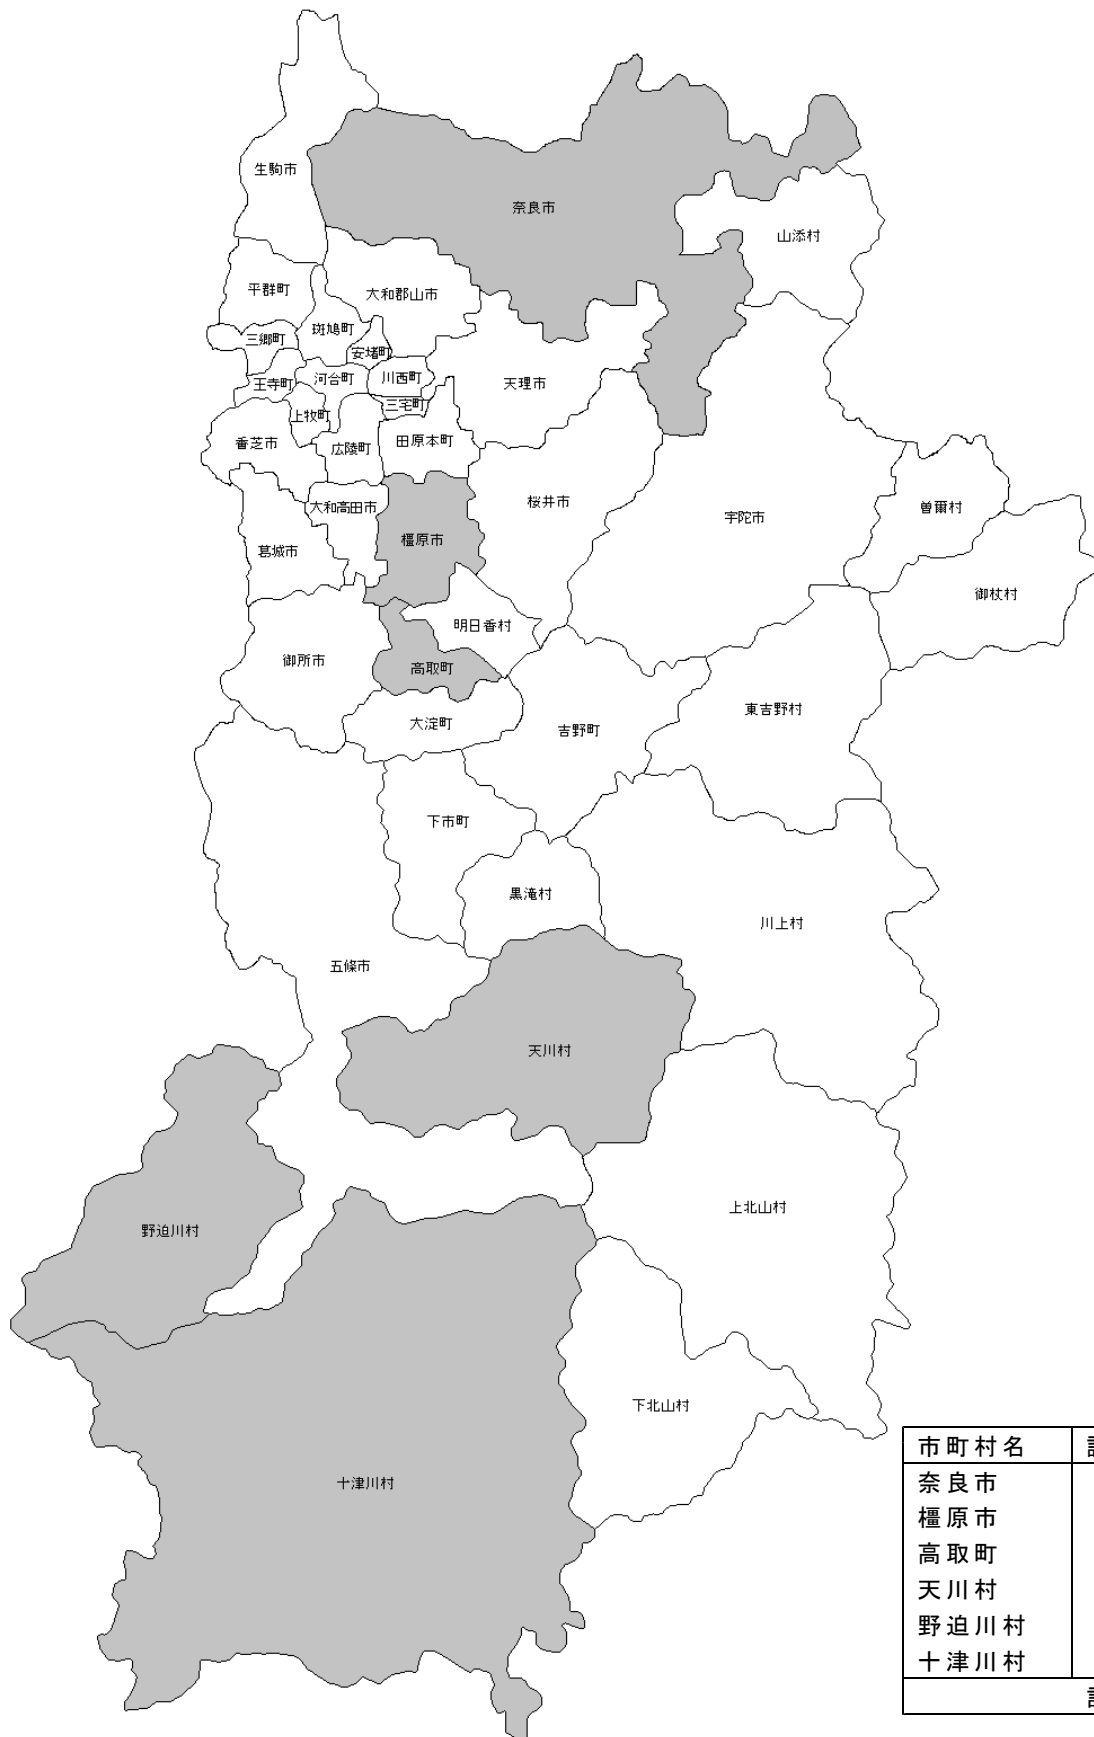 生駒市
奈良市
山添村
平群町
大和郡山市
斑鳩町
三郷町
安堵町
王寺町
河合町
川西町
天理市
三宅町
上牧町
香芝市
広陵町
田原本町
大和高田市
橿原市
桜井市
宇陀市
曽爾村
葛城市
御杖村
明日香村
御所市
高取町
大淀町
吉野町
東吉野村
下市町
黒滝村
川上村
五條市
天川村
野迫川村
上北山村
下北山村
十津川村
市町村名
奈良市
橿原市
高取町
天川村
野迫川村
十津川村